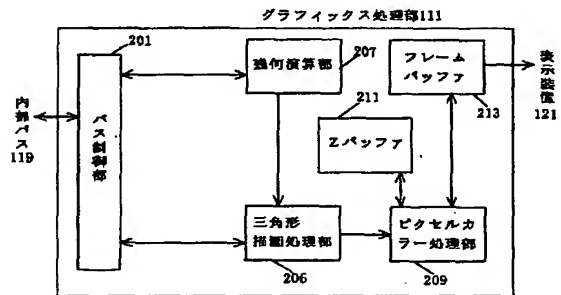 グラフィックス処理部111
201
207
幾何演算部
フレーム
バッファ
213
表示装置
121
内部バス
119
バス制御部
211
Zバッファ
三角形
描画処理部
206
ピクセルカ
ラー処理部
209